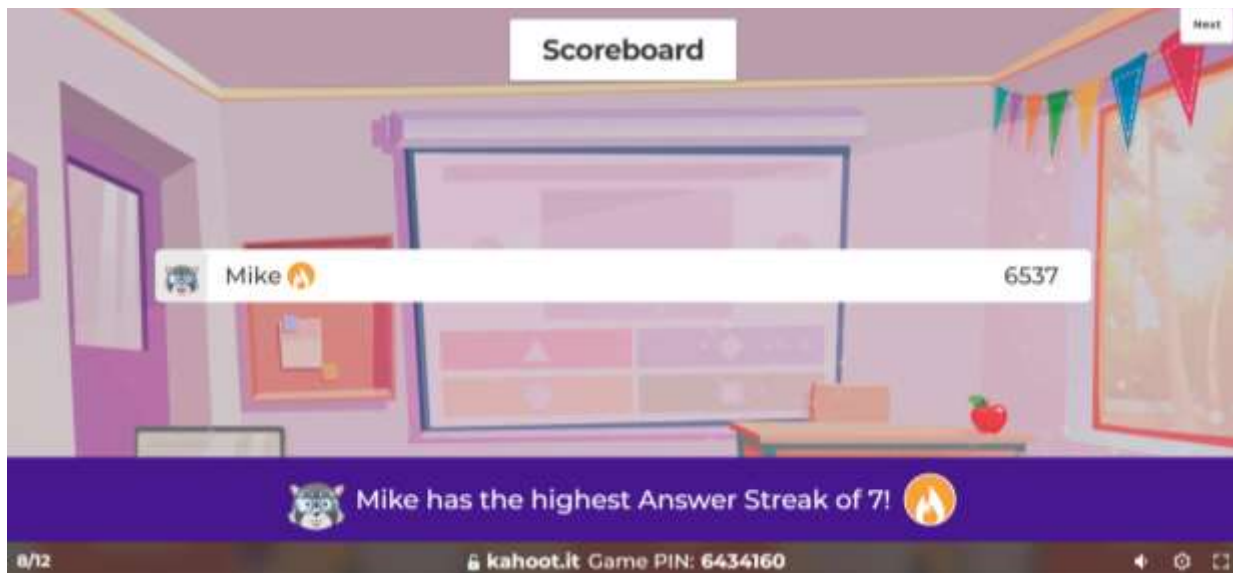 Next
Scoreboard
Mike 6537
Mike has the highest Answer Streak of 7!
8/12 kahoot.it Game PIN: 6434160